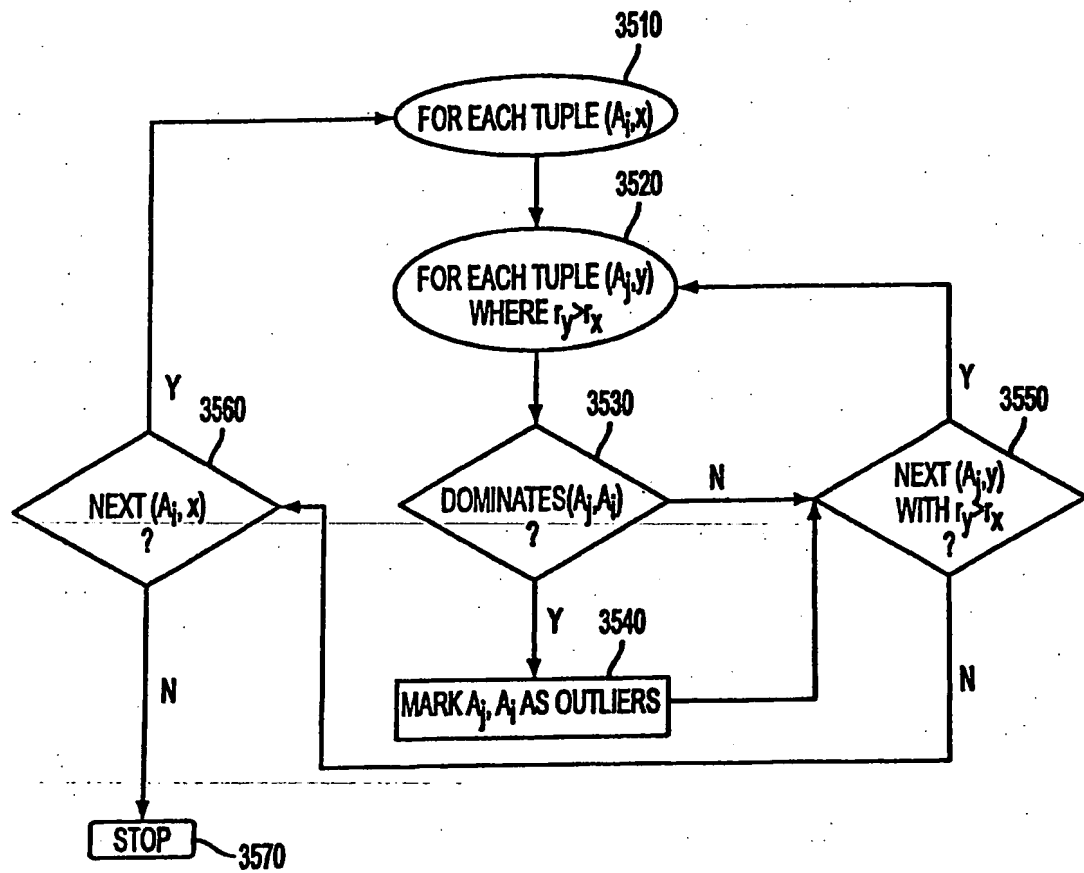 3510
FOR EACH TUPLE (Ai,x)
3520
FOR EACH TUPLE (Aj,y)
WHERE ry>rx
Y
3560
NEXT (Ai, x)
?
3530
DOMINATES(Aj,Ai)
?
N
Y
3550
NEXT (Aj,y)
WITH ry>rx
?
Y
3540
MARK Aj, Ai AS OUTLIERS
N
N
STOP
3570